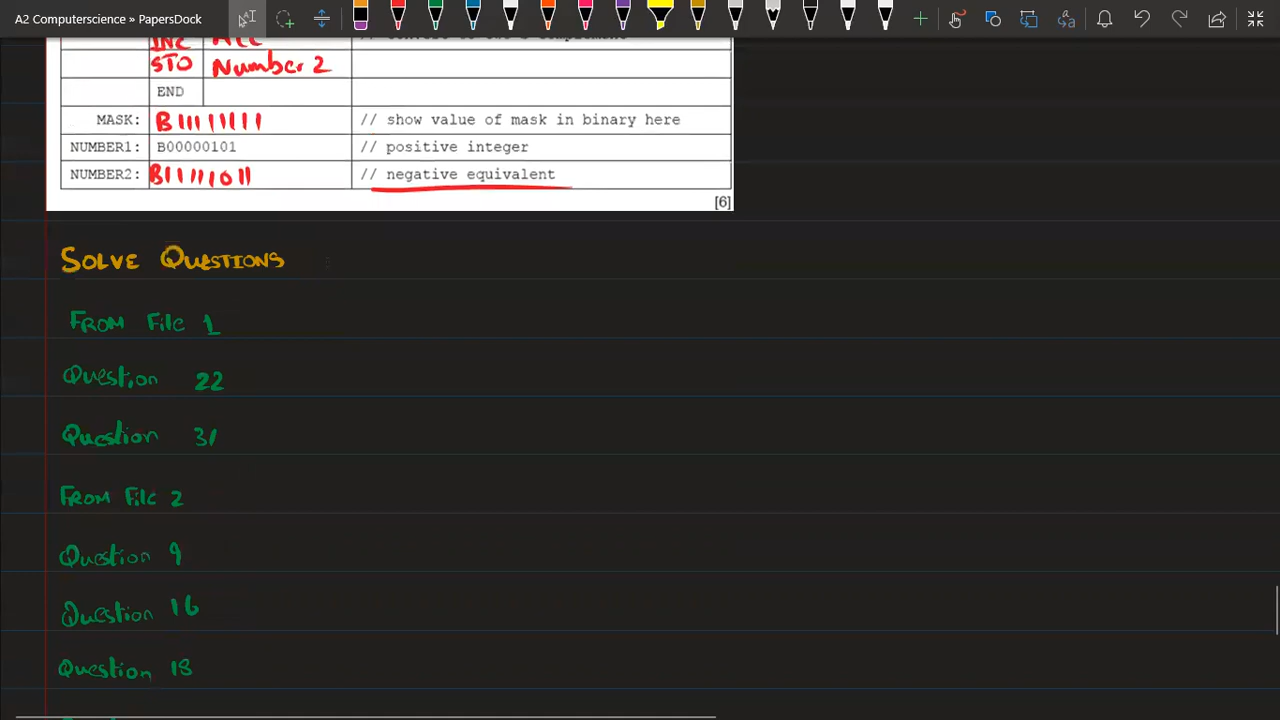 A2 Computerscience » PapersDock
INC Acc
STO Number 2
END
MASK: B11111111 // show value of mask in binary here
NUMBER1: B00000101 // positive integer
NUMBER2: B11111011 // negative equivalent
[6]
SOLVE QUESTIONS
FROM File 1
Question 22
Question 31
FROM File 2
Question 9
Question 16
Question 18